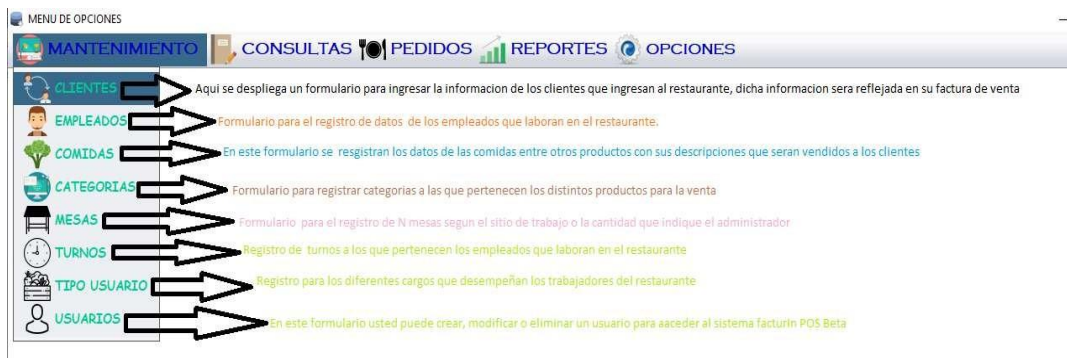 MENU DE OPCIONES
MANTENIMIENTO CONSULTAS PEDIDOS REPORTES OPCIONES
CLIENTES Aqui se despliega un formulario para ingresar la informacion de los clientes que ingresan al restaurante, dicha informacion sera reflejada en su factura de venta
EMPLEADOS Formulario para el registro de datos de los empleados que laboran en el restaurante.
COMIDAS En este formulario se resgistran los datos de las comidas entre otros productos con sus descripciones que seran vendidos a los clientes
CATEGORIAS Formulario para registrar categorias a las que pertenecen los distintos productos para la venta
MESAS Formulario para el registro de N mesas segun el sitio de trabajo o la cantidad que indique el administrador
TURNOS Registro de turnos a los que pertenecen los empleados que laboran en el restaurante
TIPO USUARIO Registro para los diferentes cargos que desempeñan los trabajadores del restaurante
USUARIOS En este formulario usted puede crear, modificar o eliminar un usuario para aaceder al sistema facturin POS Beta